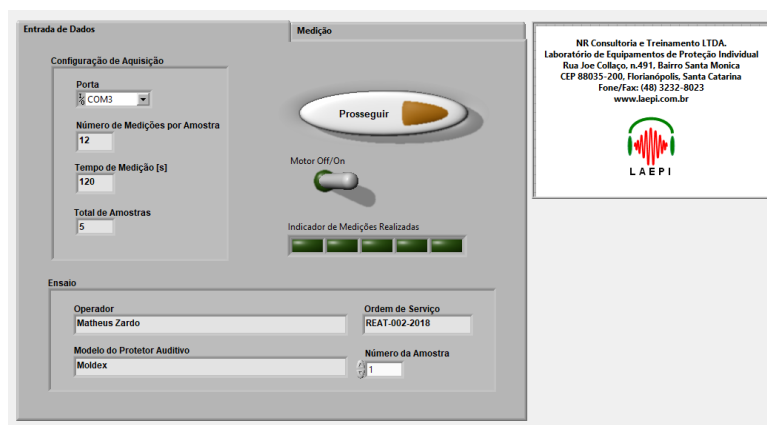 Entrada de Dados
Medição
Configuração de Aquisição
Porta
COM3
Número de Medições por Amostra
12
Tempo de Medição [s]
120
Total de Amostras
5
Prosseguir
Motor Off/On
Indicador de Medições Realizadas
Ensaio
Operador
Matheus Zardo
Ordem de Serviço
REAT-002-2018
Modelo do Protetor Auditivo
Moldex
Número da Amostra
1
NR Consultoria e Treinamento LTDA.
Laboratório de Equipamentos de Proteção Individual
Rua Joe Collaço, n.491, Bairro Santa Monica
CEP 88035-200, Florianópolis, Santa Catarina
Fone/Fax: (48) 3232-8023
www.laepi.com.br
LAEPI